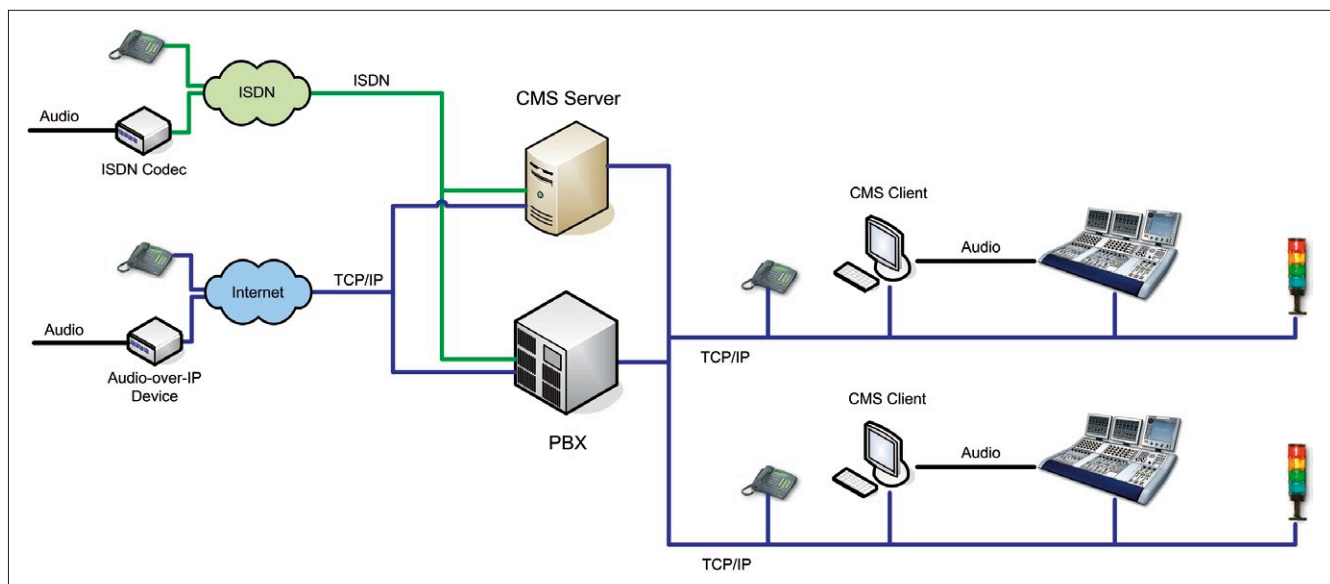 ISDN
ISDN
Audio
ISDN Codec
CMS Server
Internet
TCP/IP
Audio
Audio-over-IP
Device
PBX
CMS Client
Audio
TCP/IP
CMS Client
Audio
TCP/IP